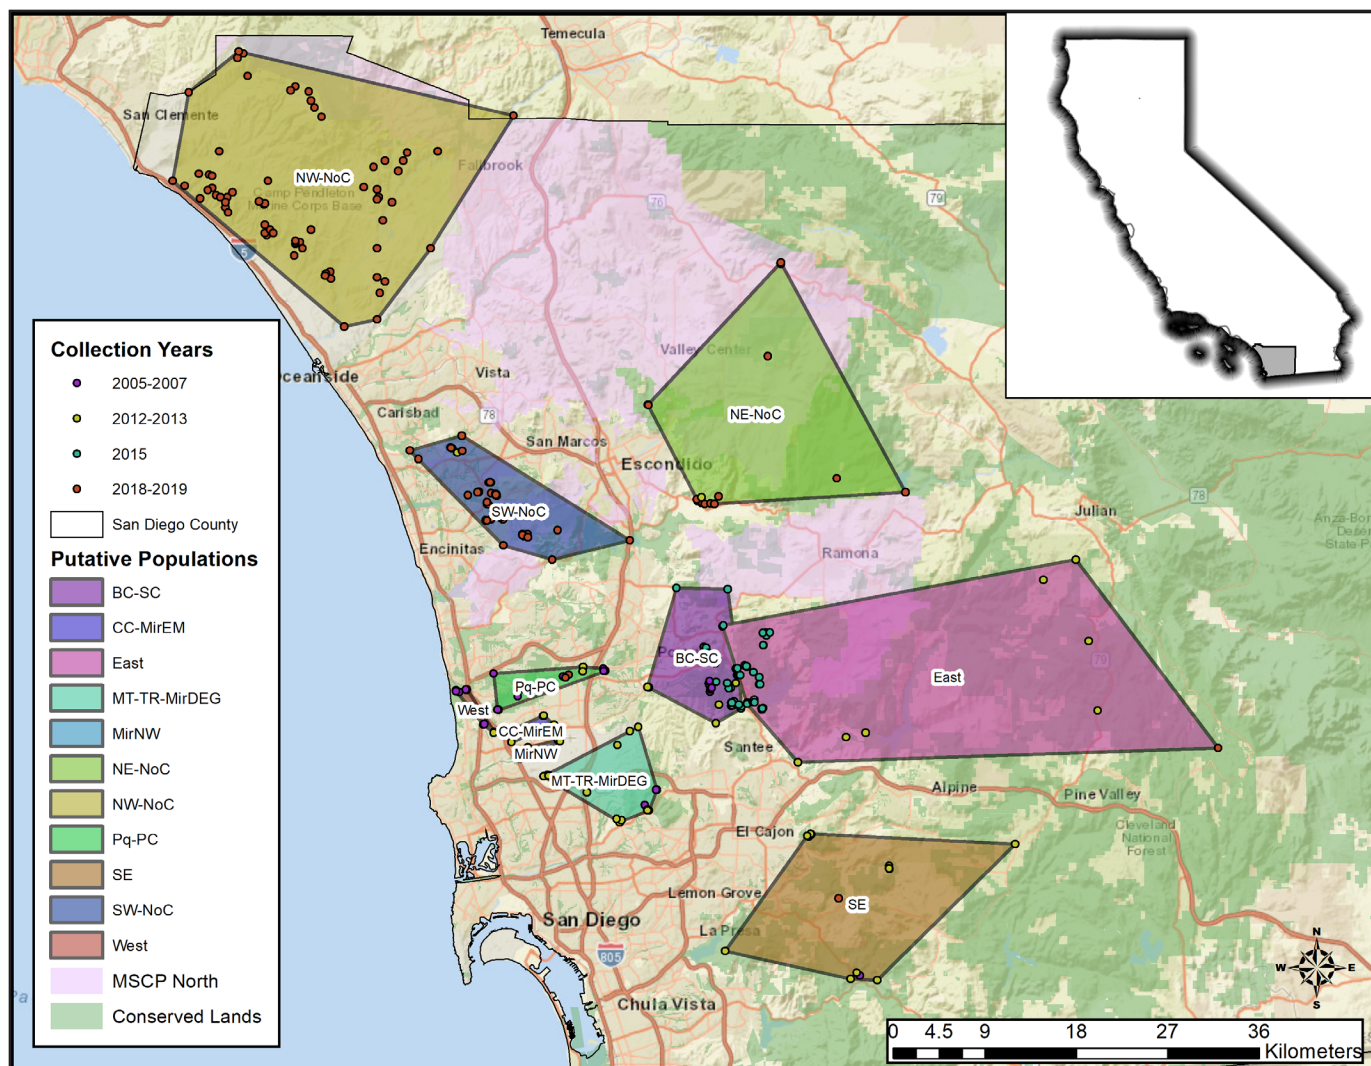 Temecula
San Clemente
Fallbrook
NW-NoC
Camp Pendleton
Marine Corps Base
76
79
5
Collection Years
2005-2007
2012-2013
2015
2018-2019
San Diego County
Putative Populations
BC-SC
CC-MirEM
East
MT-TR-MirDEG
MirNW
NE-NoC
NW-NoC
Pq-PC
SE
SW-NoC
West
MSCP North
Conserved Lands
Oceanside
Vista
Valley Center
Carlsbad
78
San Marcos
NE-NoC
Escondido
SW-NoC
Encinitas
Julian
78
Ramona
BC-SC
East
79
Pq-PC
West
CC-MirEM
MirNW
Santee
MT-TR-MirDEG
Alpine
Pine Valley
El Cajon
Cleveland
National
Forest
Lemon Grove
SE
San Diego
La Presa
805
Chula Vista
N
W
E
S
0 4.5 9 18 27 36
Kilometers